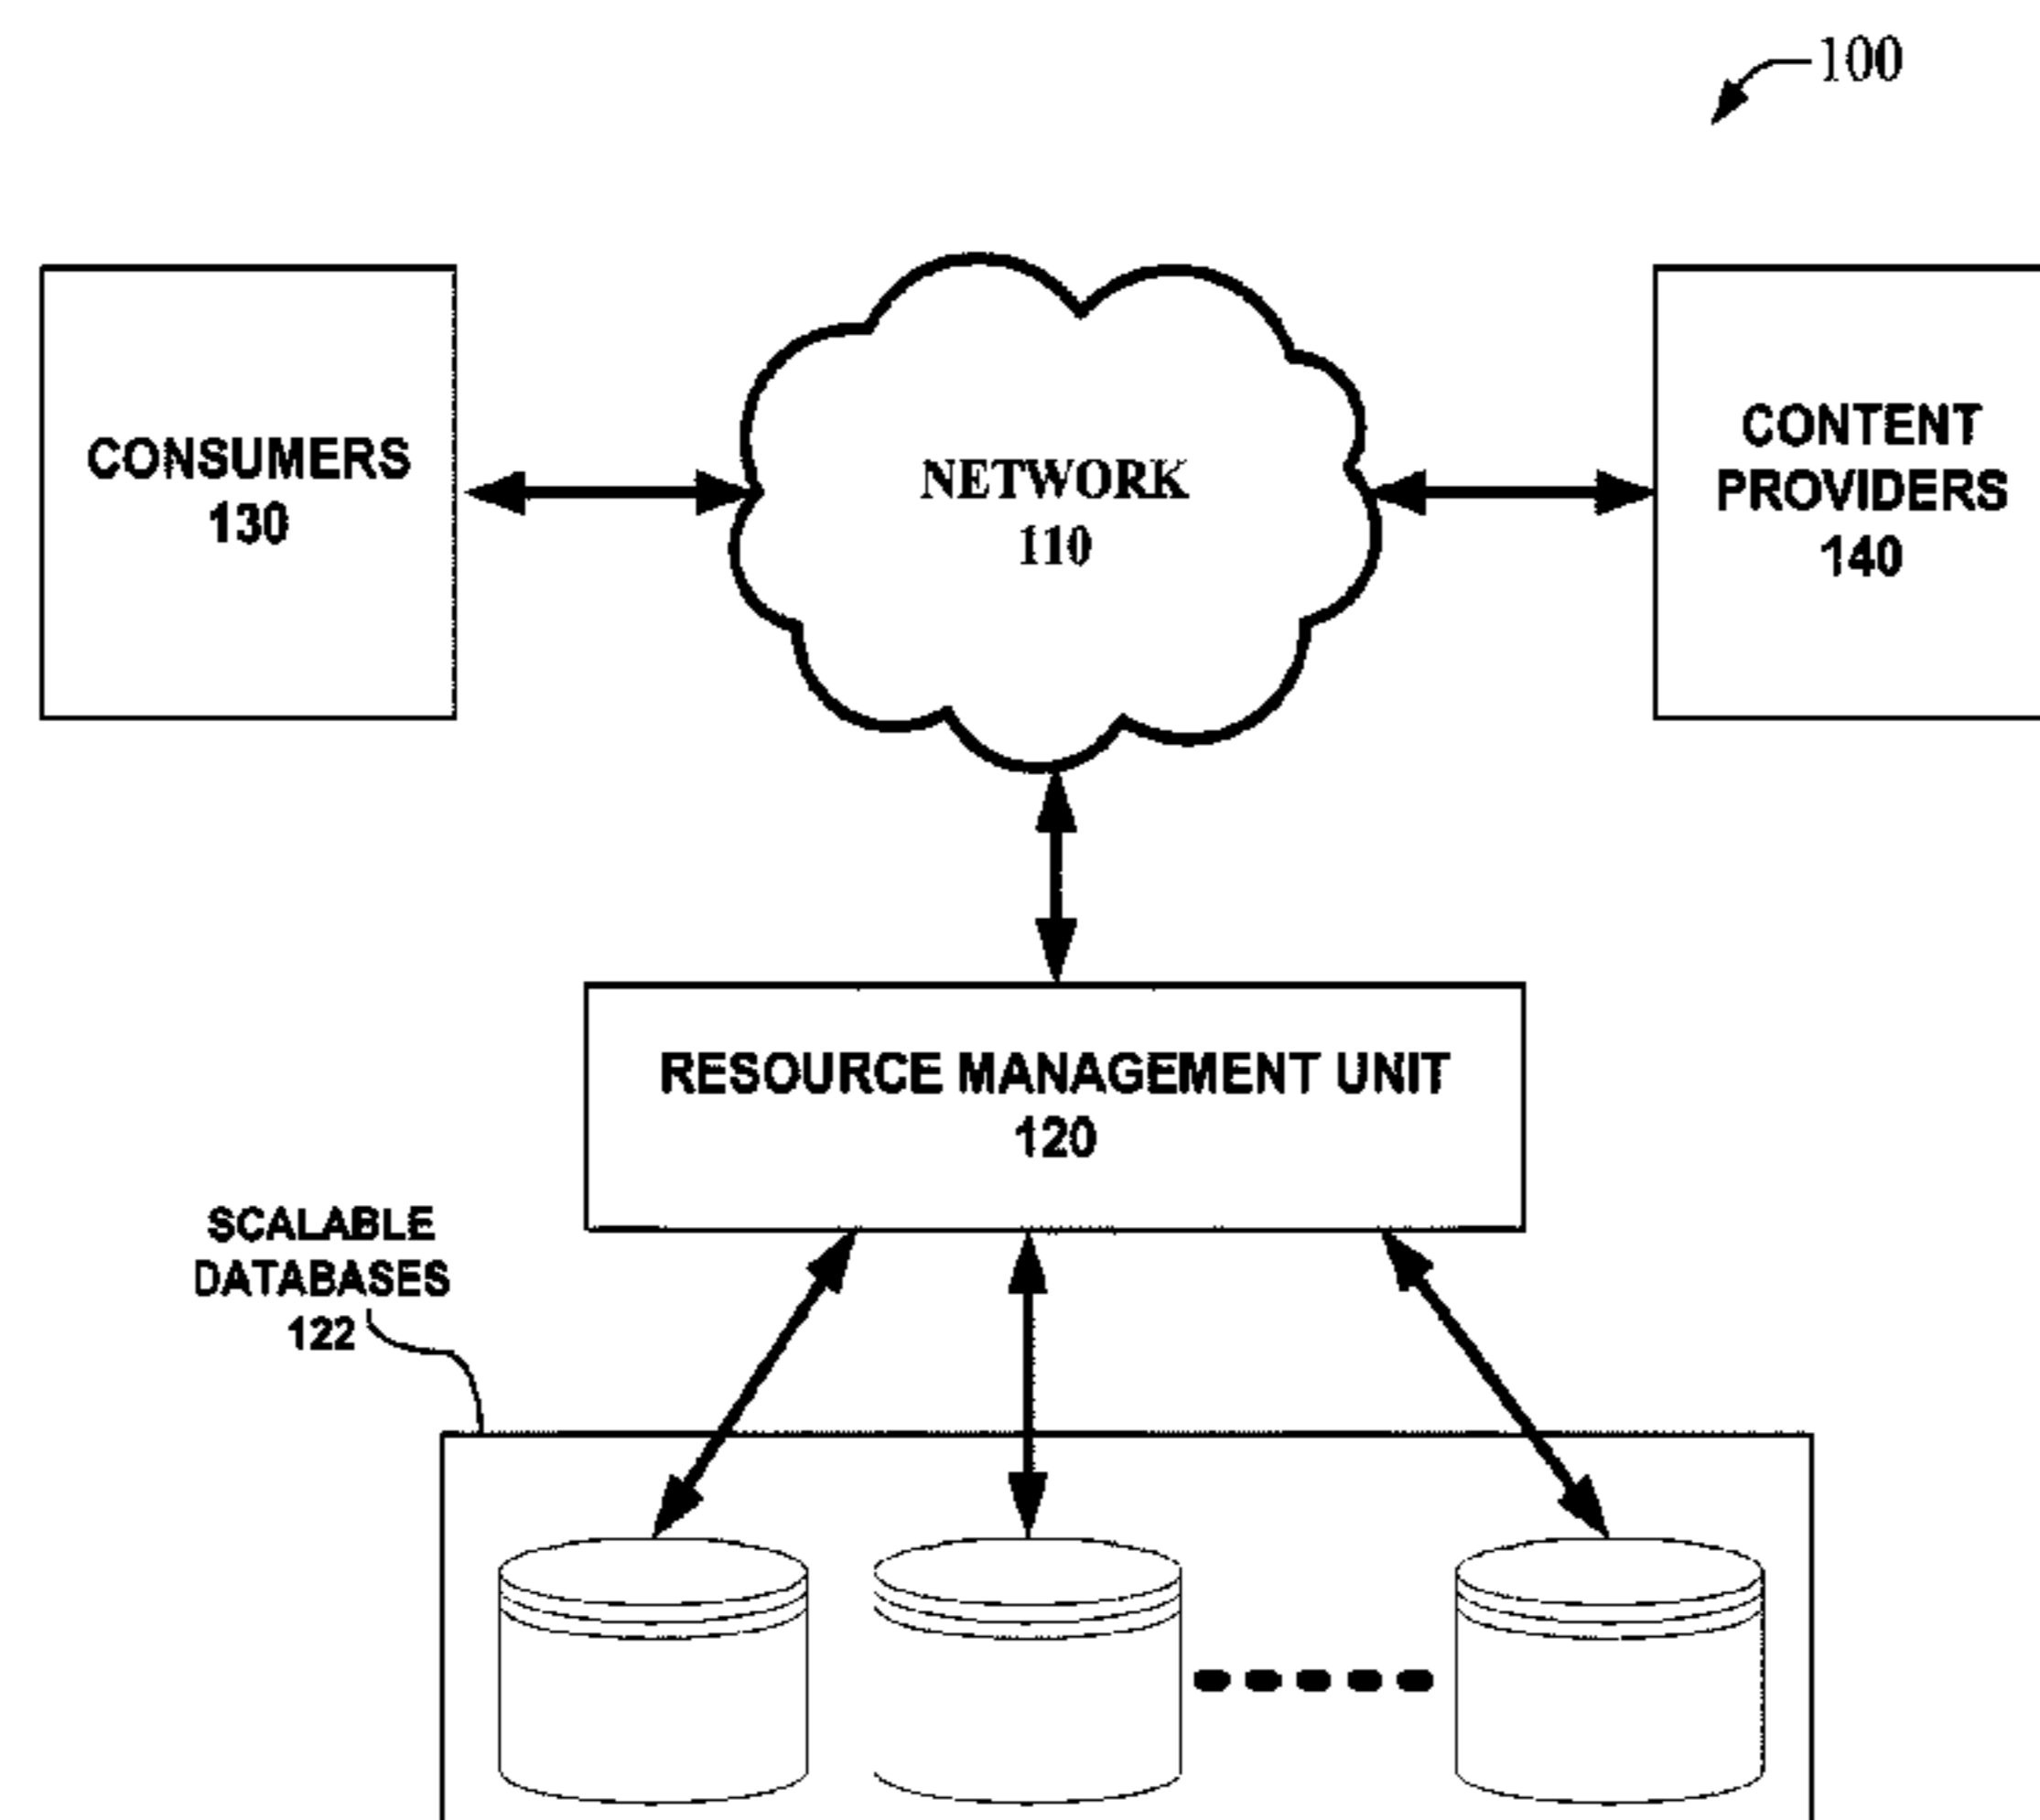 100
CONSUMERS
130
NETWORK
110
CONTENT
PROVIDERS
140
RESOURCE MANAGEMENT UNIT
120
SCALABLE
DATABASES
122